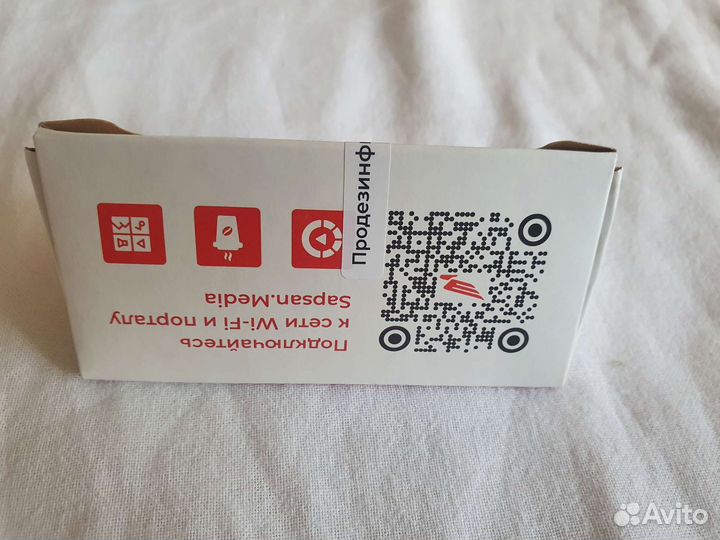 Подключайтесь
к сети Wi-Fi и порталу
Sapsan.Media
Продезинф
Avito